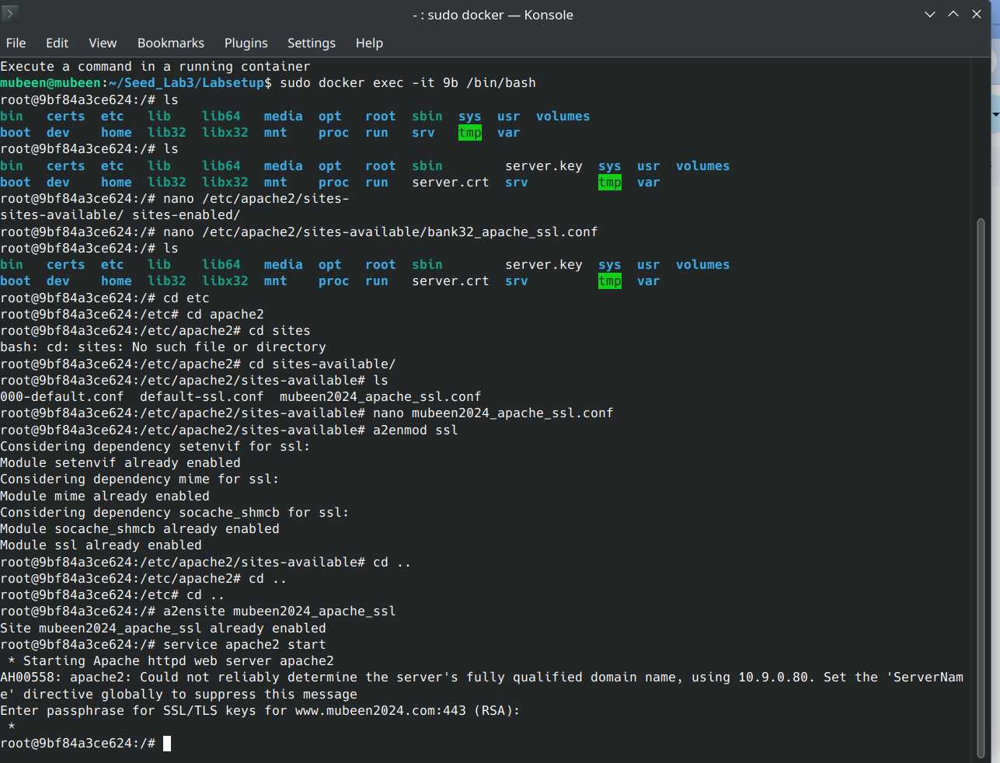 - : sudo docker — Konsole
File Edit View Bookmarks Plugins Settings Help
Execute a command in a running container
mubeen@mubeen:~/Seed_Lab3/Labsetup$ sudo docker exec -it 9b /bin/bash
root@9bf84a3ce624:/# ls
bin   certs  etc   lib    lib64   media  opt   root  sbin  sys  usr  volumes
boot  dev    home  lib32  libx32  mnt    proc  run   srv   tmp  var
root@9bf84a3ce624:/# ls
bin   certs  etc   lib    lib64   media  opt   root  sbin        server.key  sys  usr  volumes
boot  dev    home  lib32  libx32  mnt    proc  run   server.crt  srv         tmp  var
root@9bf84a3ce624:/# nano /etc/apache2/sites-
sites-available/ sites-enabled/
root@9bf84a3ce624:/# nano /etc/apache2/sites-available/bank32_apache_ssl.conf
root@9bf84a3ce624:/# ls
bin   certs  etc   lib    lib64   media  opt   root  sbin        server.key  sys  usr  volumes
boot  dev    home  lib32  libx32  mnt    proc  run   server.crt  srv         tmp  var
root@9bf84a3ce624:/# cd etc
root@9bf84a3ce624:/etc# cd apache2
root@9bf84a3ce624:/etc/apache2# cd sites
bash: cd: sites: No such file or directory
root@9bf84a3ce624:/etc/apache2# cd sites-available/
root@9bf84a3ce624:/etc/apache2/sites-available# ls
000-default.conf  default-ssl.conf  mubeen2024_apache_ssl.conf
root@9bf84a3ce624:/etc/apache2/sites-available# nano mubeen2024_apache_ssl.conf
root@9bf84a3ce624:/etc/apache2/sites-available# a2enmod ssl
Considering dependency setenvif for ssl:
Module setenvif already enabled
Considering dependency mime for ssl:
Module mime already enabled
Considering dependency socache_shmcb for ssl:
Module socache_shmcb already enabled
Module ssl already enabled
root@9bf84a3ce624:/etc/apache2/sites-available# cd ..
root@9bf84a3ce624:/etc/apache2# cd ..
root@9bf84a3ce624:/etc# cd ..
root@9bf84a3ce624:/# a2ensite mubeen2024_apache_ssl
Site mubeen2024_apache_ssl already enabled
root@9bf84a3ce624:/# service apache2 start
 * Starting Apache httpd web server apache2
AH00558: apache2: Could not reliably determine the server's fully qualified domain name, using 10.9.0.80. Set the 'ServerNam
e' directive globally to suppress this message
Enter passphrase for SSL/TLS keys for www.mubeen2024.com:443 (RSA):
 *
root@9bf84a3ce624:/#